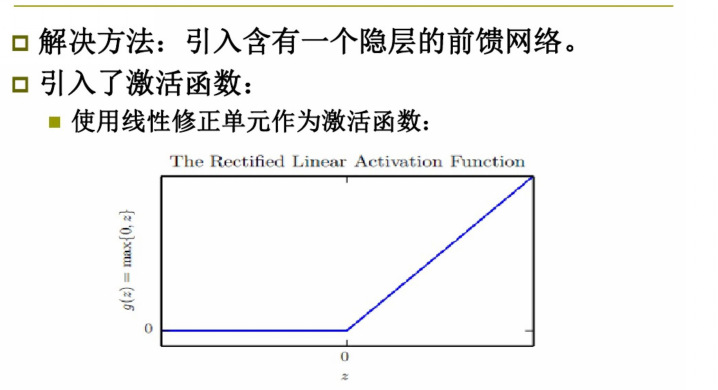 解决方法：引入含有一个隐层的前馈网络。
引入了激活函数：
使用线性修正单元作为激活函数：
The Rectified Linear Activation Function
g(z) = max{0, z}
0
0
z